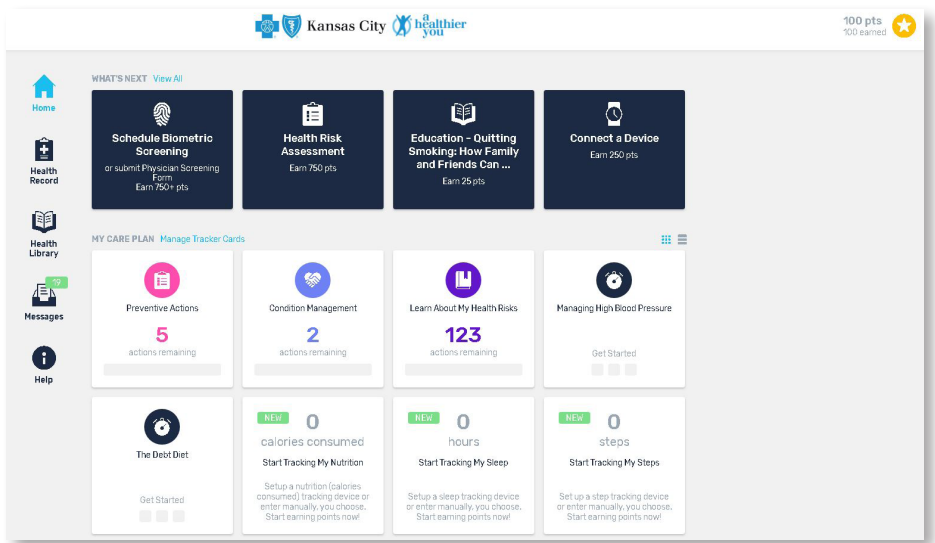 Kansas City
a
healthier
you
100 pts
100 earned
Home
Health
Record
Health
Library
19
Messages
Help
WHAT'S NEXT View All
Schedule Biometric
Screening
or submit Physician Screening
Form
Earn 750+ pts
Health Risk
Assessment
Earn 750 pts
Education - Quitting
Smoking: How Family
and Friends Can ...
Earn 25 pts
Connect a Device
Earn 250 pts
MY CARE PLAN Manage Tracker Cards
Preventive Actions
5
actions remaining
Condition Management
2
actions remaining
Learn About My Health Risks
123
actions remaining
Managing High Blood Pressure
Get Started
The Debt Diet
Get Started
NEW
0
calories consumed
Start Tracking My Nutrition
Setup a nutrition (calories
consumed) tracking device or
enter manually, you choose.
Start earning points now!
NEW
0
hours
Start Tracking My Sleep
Setup a sleep tracking device
or enter manually, you choose.
Start earning points now!
NEW
0
steps
Start Tracking My Steps
Set up a step tracking device
or enter manually, you choose.
Start earning points now!